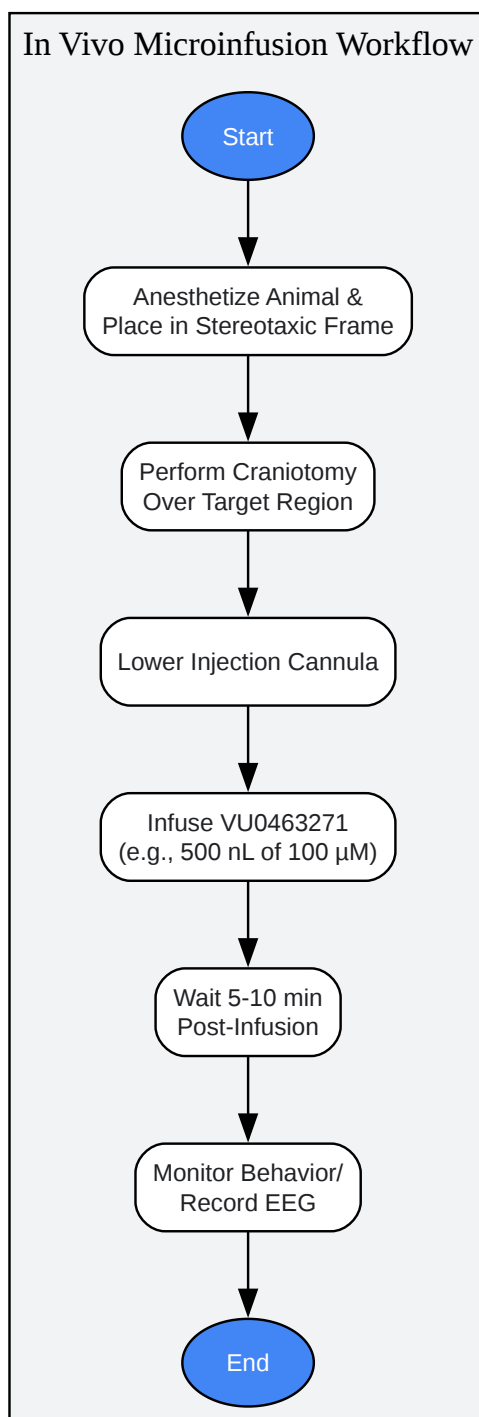 In Vivo Microinfusion Workflow
Start
Anesthetize Animal &
Place in Stereotaxic Frame
Perform Craniotomy
Over Target Region
Lower Injection Cannula
Infuse VU0463271
(e.g., 500 nL of 100 µM)
Wait 5-10 min
Post-Infusion
Monitor Behavior/
Record EEG
End